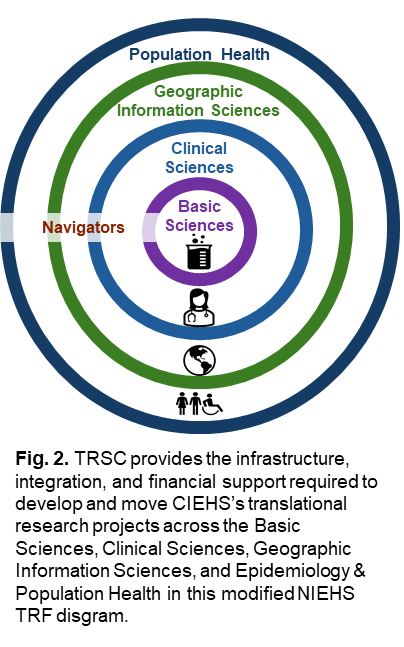 Population Health
Geographic
Information Sciences
Clinical
Sciences
Basic
Sciences
Navigators
Fig. 2. TRSC provides the infrastructure,
integration, and financial support required to
develop and move CIEHS's translational
research projects across the Basic
Sciences, Clinical Sciences, Geographic
Information Sciences, and Epidemiology &
Population Health in this modified NIEHS
TRF disgram.